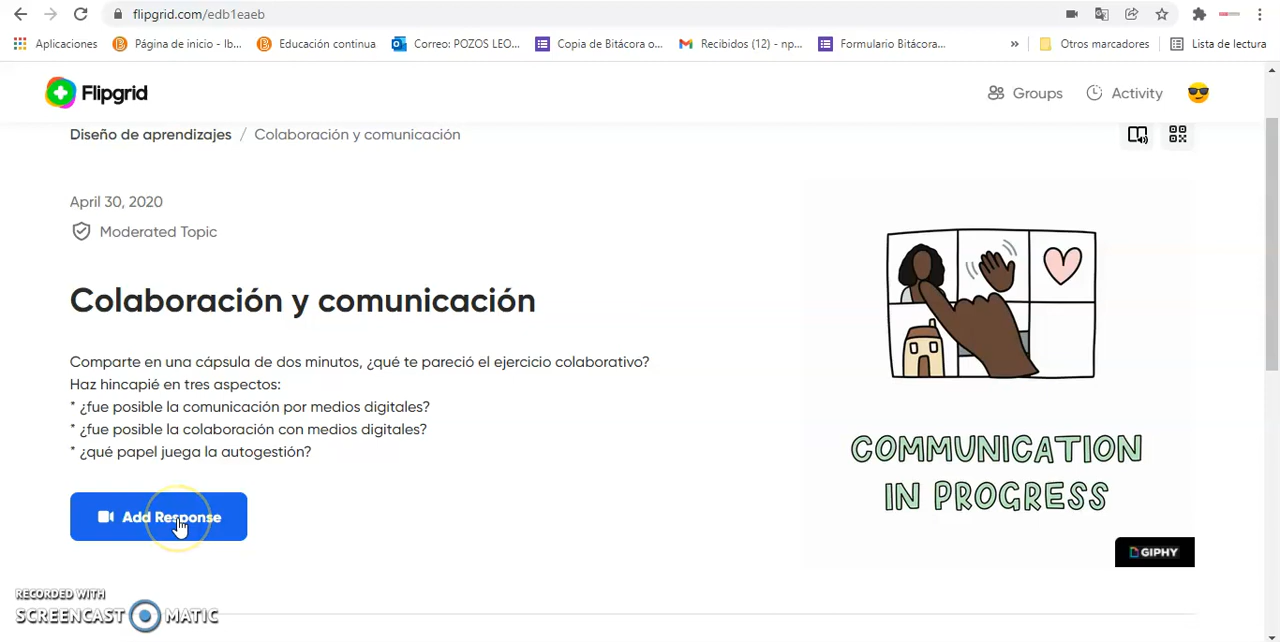 flipgrid.com/edb1eaeb
Aplicaciones
Página de inicio - Ib...
Educación continua
Correo: POZOS LEO...
Copia de Bitácora o...
Recibidos (12) - np...
Formulario Bitácora...
»
Otros marcadores
Lista de lectura
Flipgrid
Groups
Activity
Diseño de aprendizajes / Colaboración y comunicación
April 30, 2020
Moderated Topic
Colaboración y comunicación
Comparte en una cápsula de dos minutos, ¿qué te pareció el ejercicio colaborativo?
Haz hincapié en tres aspectos:
* ¿fue posible la comunicación por medios digitales?
* ¿fue posible la colaboración con medios digitales?
* ¿qué papel juega la autogestión?
Add Response
COMMUNICATION
IN PROGRESS
GIPHY
RECORDED WITH
SCREENCAST MATIC